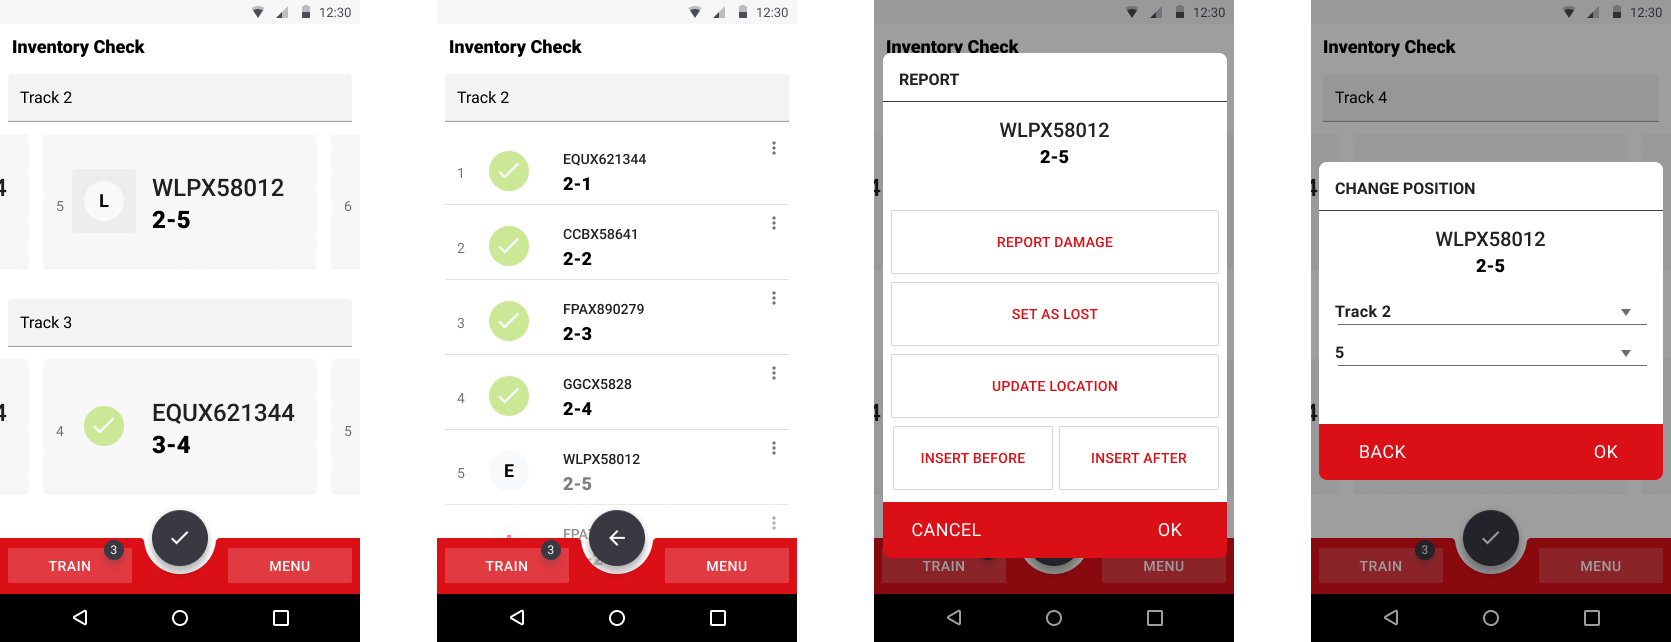 12:30
Inventory Check
Track 2
4
5
L
WLPX58012
2-5
6
Track 3
4
4
EQUX621344
3-4
5
3
TRAIN
MENU
12:30
Inventory Check
Track 2
1
EQUX621344
2-1
2
CCBX58641
2-2
3
FPAX890279
2-3
4
GGCX5828
2-4
5
E
WLPX58012
2-5
FPA
3
TRAIN
MENU
12:30
Inventory Check
REPORT
WLPX58012
2-5
REPORT DAMAGE
SET AS LOST
UPDATE LOCATION
INSERT BEFORE
INSERT AFTER
CANCEL
OK
TRAIN
MENU
12:30
Inventory Check
Track 4
4
CHANGE POSITION
WLPX58012
2-5
Track 2
5
4
BACK
OK
3
TRAIN
MENU